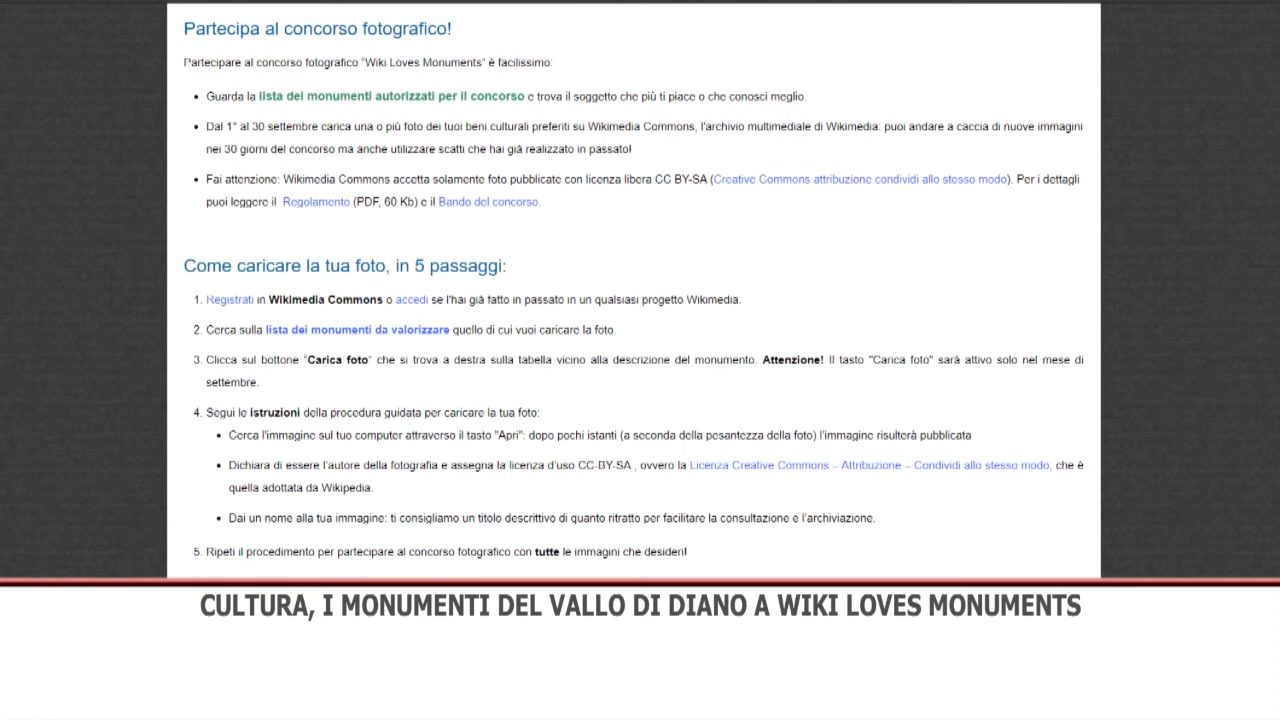 Partecipa al concorso fotografico!
Partecipare al concorso fotografico "Wiki Loves Monuments" è facilissimo:
• Guarda la lista dei monumenti autorizzati per il concorso e trova il soggetto che più ti piace o che conosci meglio.
• Dal 1° al 30 settembre carica una o più foto dei tuoi beni culturali preferiti su Wikimedia Commons, l'archivio multimediale di Wikimedia: puoi andare a caccia di nuove immagini
nei 30 giorni del concorso ma anche utilizzare scatti che hai già realizzato in passato!
• Fai attenzione: Wikimedia Commons accetta solamente foto pubblicate con licenza libera CC BY-SA (Creative Commons attribuzione condividi allo stesso modo). Per i dettagli
puoi leggere il Regolamento (PDF, 60 Kb) e il Bando del concorso.
Come caricare la tua foto, in 5 passaggi:
1. Registrati in Wikimedia Commons o accedi se l'hai già fatto in passato in un qualsiasi progetto Wikimedia.
2. Cerca sulla lista dei monumenti da valorizzare quello di cui vuoi caricare la foto.
3. Clicca sul bottone "Carica foto" che si trova a destra sulla tabella vicino alla descrizione del monumento. Attenzione! Il tasto "Carica foto" sarà attivo solo nel mese di
settembre.
4. Segui le istruzioni della procedura guidata per caricare la tua foto:
• Cerca l'immagine sul tuo computer attraverso il tasto "Apri": dopo pochi istanti (a seconda della pesantezza della foto) l'immagine risulterà pubblicata
• Dichiara di essere l'autore della fotografia e assegna la licenza d'uso CC-BY-SA , ovvero la Licenza Creative Commons – Attribuzione – Condividi allo stesso modo, che è
quella adottata da Wikipedia.
• Dai un nome alla tua immagine: ti consigliamo un titolo descrittivo di quanto ritratto per facilitare la consultazione e l'archiviazione.
5. Ripeti il procedimento per partecipare al concorso fotografico con tutte le immagini che desideri!
CULTURA, I MONUMENTI DEL VALLO DI DIANO A WIKI LOVES MONUMENTS